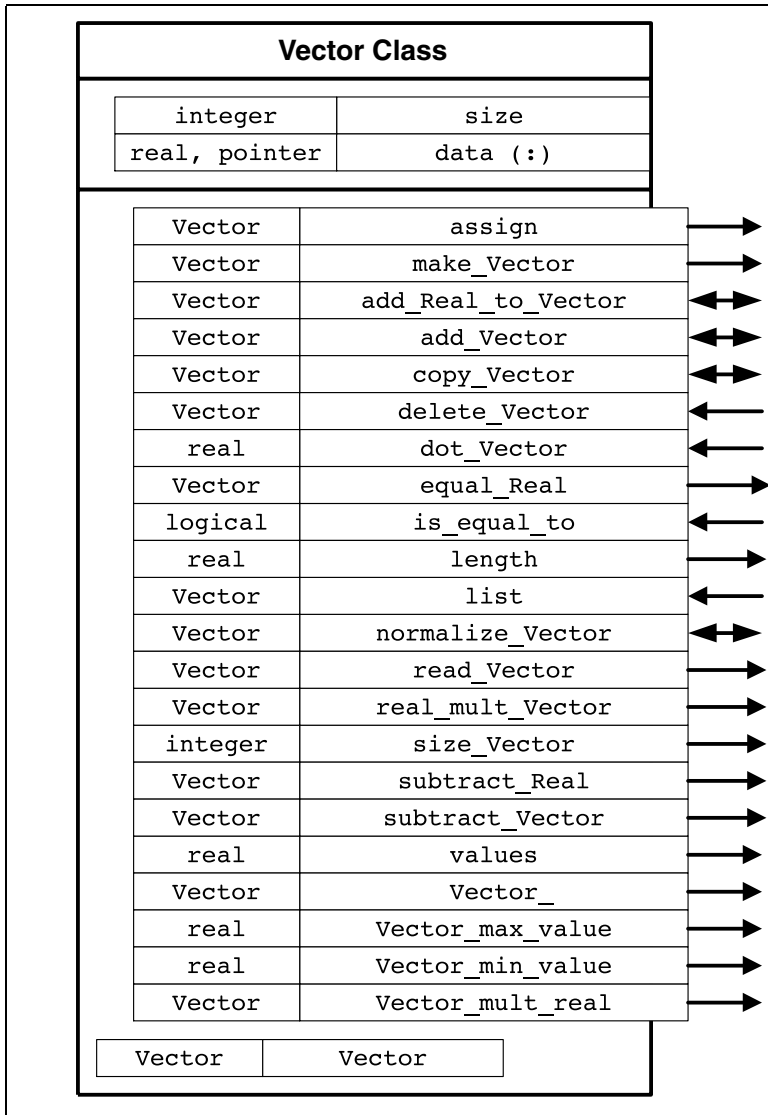 Vector Class
integer size
real, pointer data (:)
Vector assign
Vector make_Vector
Vector add_Real_to_Vector
Vector add_Vector
Vector copy_Vector
Vector delete_Vector
real dot_Vector
Vector equal_Real
logical is_equal_to
real length
Vector list
Vector normalize_Vector
Vector read_Vector
Vector real_mult_Vector
integer size_Vector
Vector subtract_Real
Vector subtract_Vector
real values
Vector Vector_
real Vector_max_value
real Vector_min_value
Vector Vector_mult_real
Vector Vector